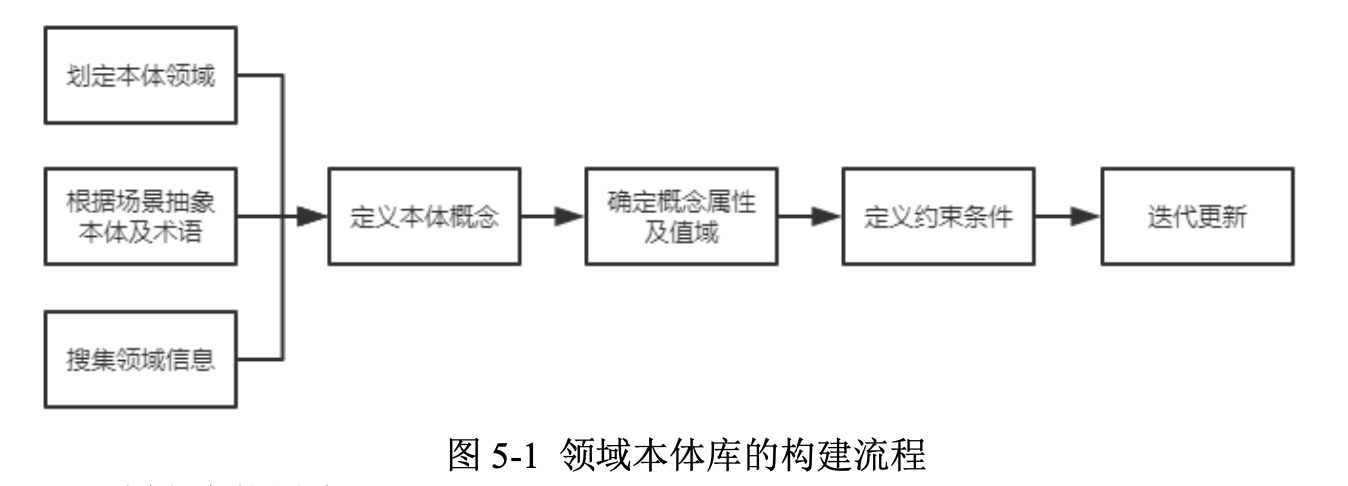 划定本体领域
根据场景抽象
本体及术语
搜集领域信息
定义本体概念
确定概念属性
及值域
定义约束条件
迭代更新
图 5-1 领域本体库的构建流程